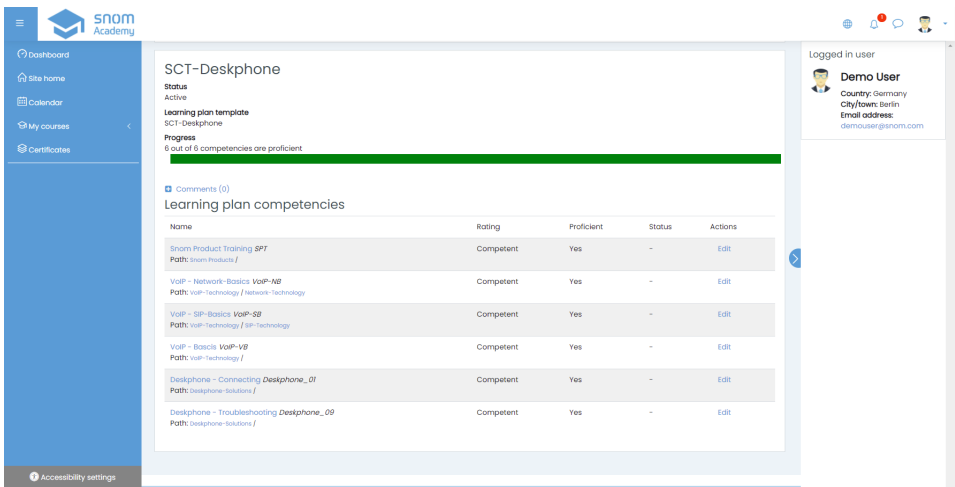 snom
Academy
1
Dashboard
Site home
Calendar
My courses
Certificates
SCT-Deskphone
Status
Active
Learning plan template
SCT-Deskphone
Progress
6 out of 6 competencies are proficient
Comments (0)
Learning plan competencies
Name Rating Proficient Status Actions
Snom Product Training SPT Competent Yes - Edit
Path: Snom Products /
VoIP - Network-Basics VoIP-NB Competent Yes - Edit
Path: VoIP-Technology / Network-Technology
VoIP - SIP-Basics VoIP-SB Competent Yes - Edit
Path: VoIP-Technology / SIP-Technology
VoIP - Bascis VoIP-VB Competent Yes - Edit
Path: VoIP-Technology /
Deskphone - Connecting Deskphone_01 Competent Yes - Edit
Path: Deskphone-Solutions /
Deskphone - Troubleshooting Deskphone_09 Competent Yes - Edit
Path: Deskphone-Solutions /
Logged in user
Demo User
Country: Germany
City/town: Berlin
Email address:
demouser@snom.com
Accessibility settings